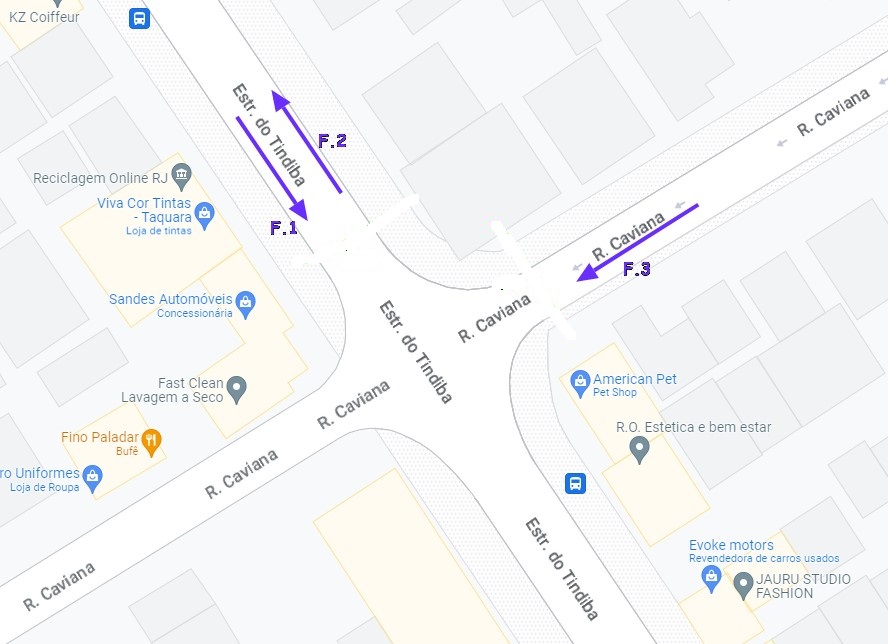 KZ Coiffeur
Estr. do Tindiba
F.2
R. Caviana
Reciclagem Online RJ
Viva Cor Tintas
- Taquara
Loja de tintas
F.1
R. Caviana
F.3
Sandes Automóveis
Concessionária
Estr. do Tindiba
R. Caviana
Fast Clean
Lavagem a Seco
R. Caviana
American Pet
Pet Shop
Fino Paladar
Bufê
R.O. Estetica e bem estar
ro Uniformes
Loja de Roupa
R. Caviana
Estr. do Tindiba
Evoke motors
Revendedora de carros usados
R. Caviana
JAURU STUDIO
FASHION